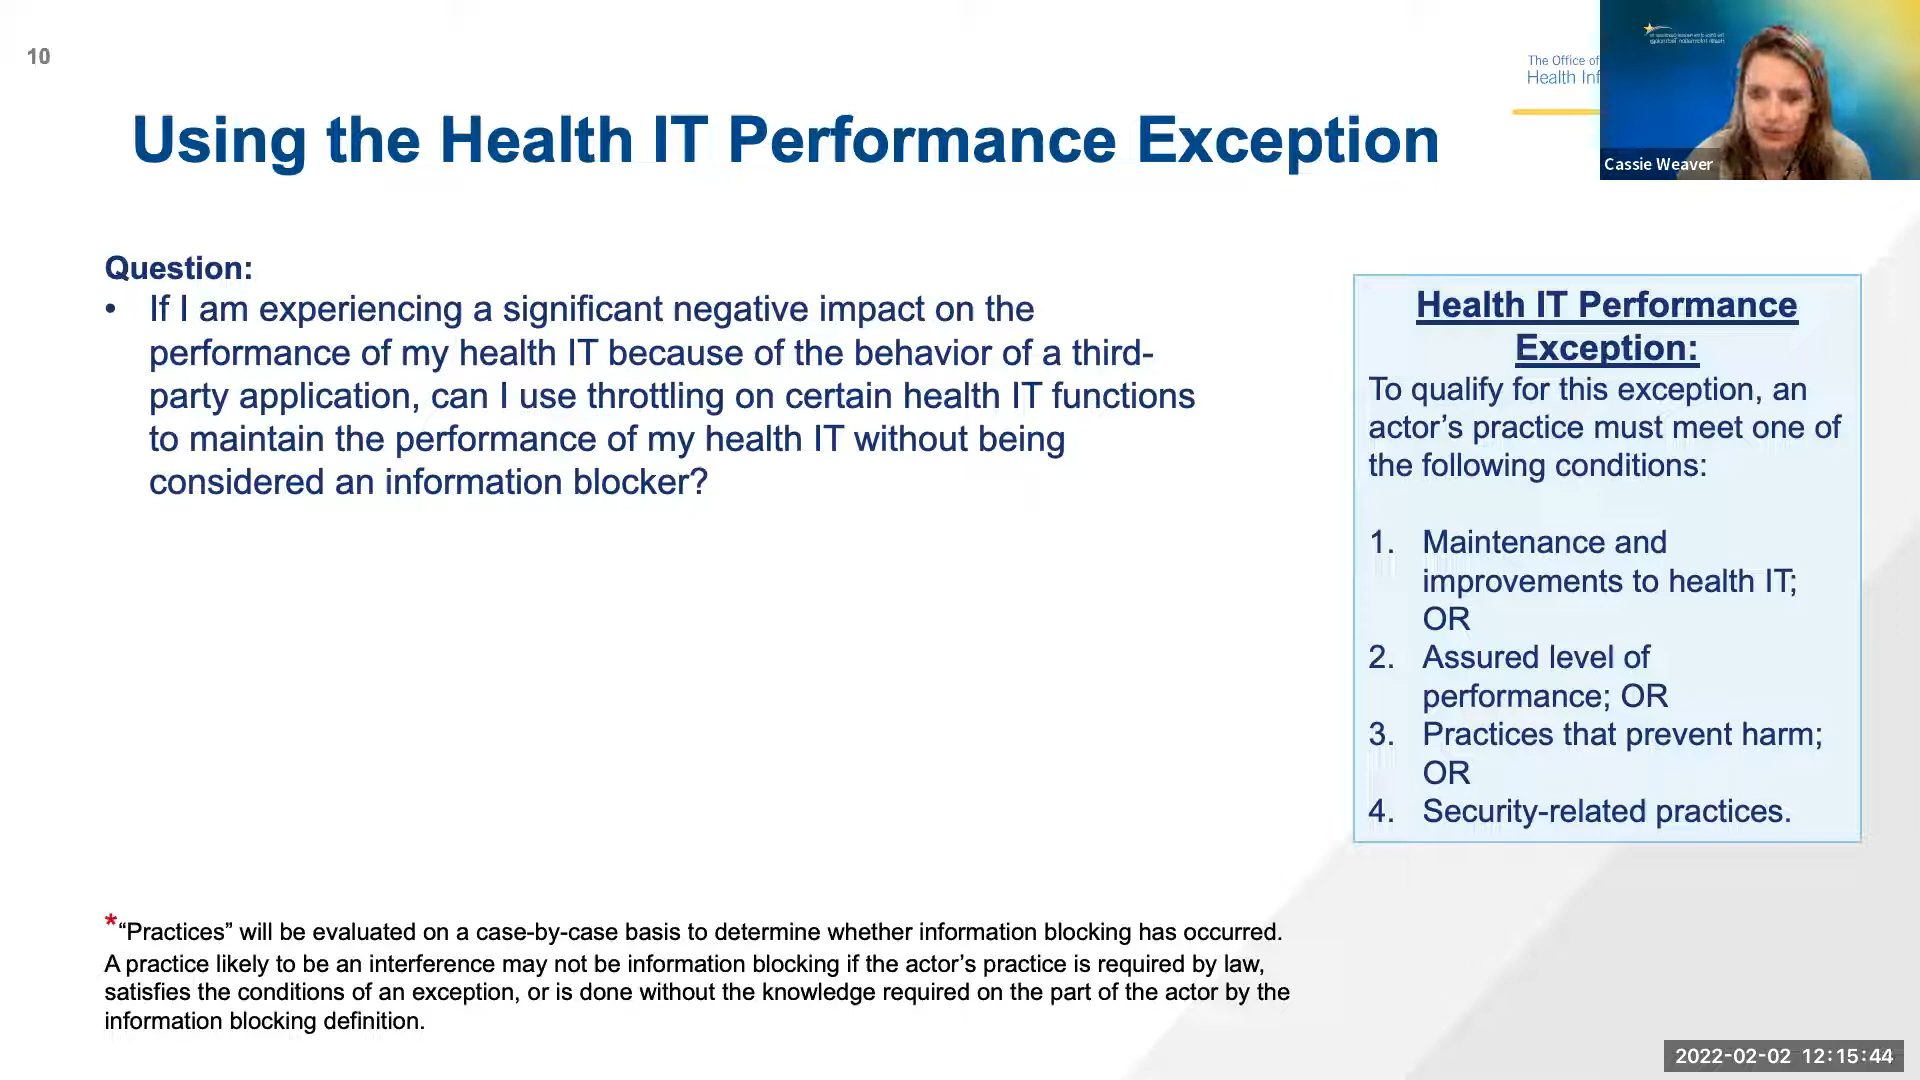 10
The Office of
Health Inf
Cassie Weaver
Using the Health IT Performance Exception
Question:
• If I am experiencing a significant negative impact on the
performance of my health IT because of the behavior of a third-
party application, can I use throttling on certain health IT functions
to maintain the performance of my health IT without being
considered an information blocker?
Health IT Performance
Exception:
To qualify for this exception, an
actor’s practice must meet one of
the following conditions:
1. Maintenance and
improvements to health IT;
OR
2. Assured level of
performance; OR
3. Practices that prevent harm;
OR
4. Security-related practices.
*“Practices” will be evaluated on a case-by-case basis to determine whether information blocking has occurred.
A practice likely to be an interference may not be information blocking if the actor’s practice is required by law,
satisfies the conditions of an exception, or is done without the knowledge required on the part of the actor by the
information blocking definition.
2022-02-02 12:15:44